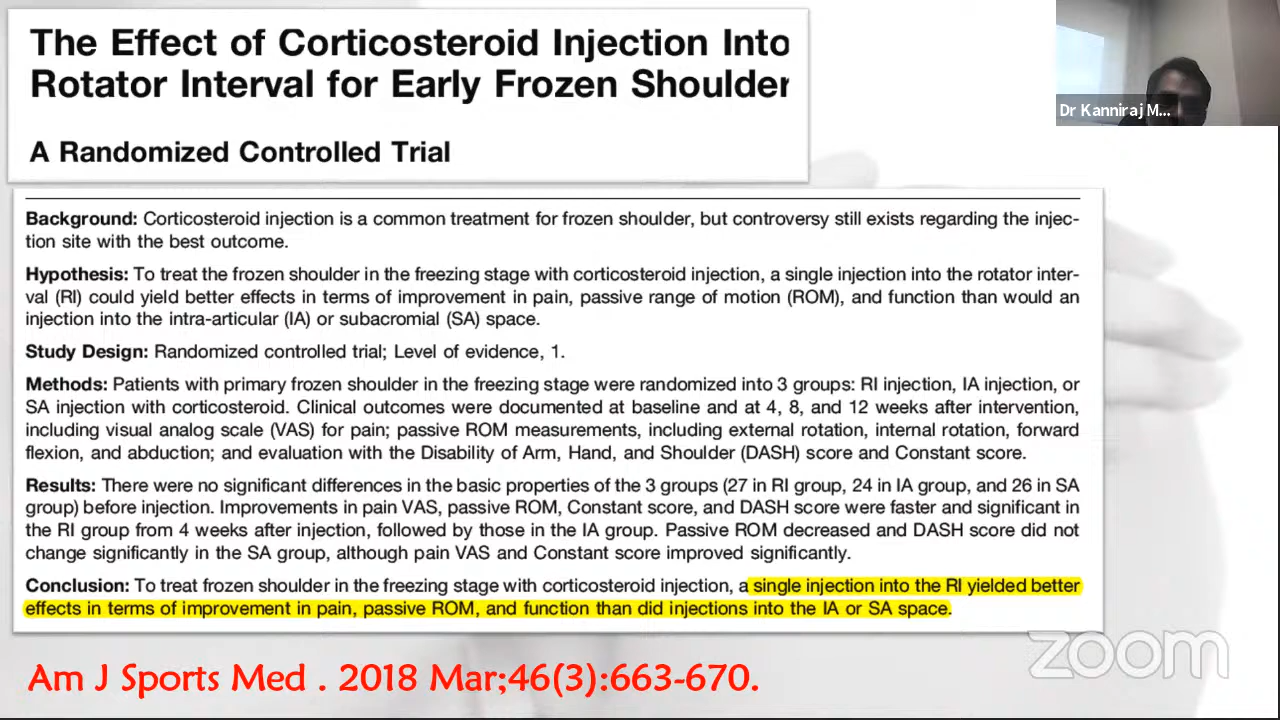 The Effect of Corticosteroid Injection Into
Rotator Interval for Early Frozen Shoulder
A Randomized Controlled Trial
Dr Kanniraj M...
Background: Corticosteroid injection is a common treatment for frozen shoulder, but controversy still exists regarding the injec-
tion site with the best outcome.
Hypothesis: To treat the frozen shoulder in the freezing stage with corticosteroid injection, a single injection into the rotator inter-
val (RI) could yield better effects in terms of improvement in pain, passive range of motion (ROM), and function than would an
injection into the intra-articular (IA) or subacromial (SA) space.
Study Design: Randomized controlled trial; Level of evidence, 1.
Methods: Patients with primary frozen shoulder in the freezing stage were randomized into 3 groups: RI injection, IA injection, or
SA injection with corticosteroid. Clinical outcomes were documented at baseline and at 4, 8, and 12 weeks after intervention,
including visual analog scale (VAS) for pain; passive ROM measurements, including external rotation, internal rotation, forward
flexion, and abduction; and evaluation with the Disability of Arm, Hand, and Shoulder (DASH) score and Constant score.
Results: There were no significant differences in the basic properties of the 3 groups (27 in RI group, 24 in IA group, and 26 in SA
group) before injection. Improvements in pain VAS, passive ROM, Constant score, and DASH score were faster and significant in
the RI group from 4 weeks after injection, followed by those in the IA group. Passive ROM decreased and DASH score did not
change significantly in the SA group, although pain VAS and Constant score improved significantly.
Conclusion: To treat frozen shoulder in the freezing stage with corticosteroid injection, a single injection into the RI yielded better
effects in terms of improvement in pain, passive ROM, and function than did injections into the IA or SA space.
zoom
Am J Sports Med . 2018 Mar;46(3):663-670.